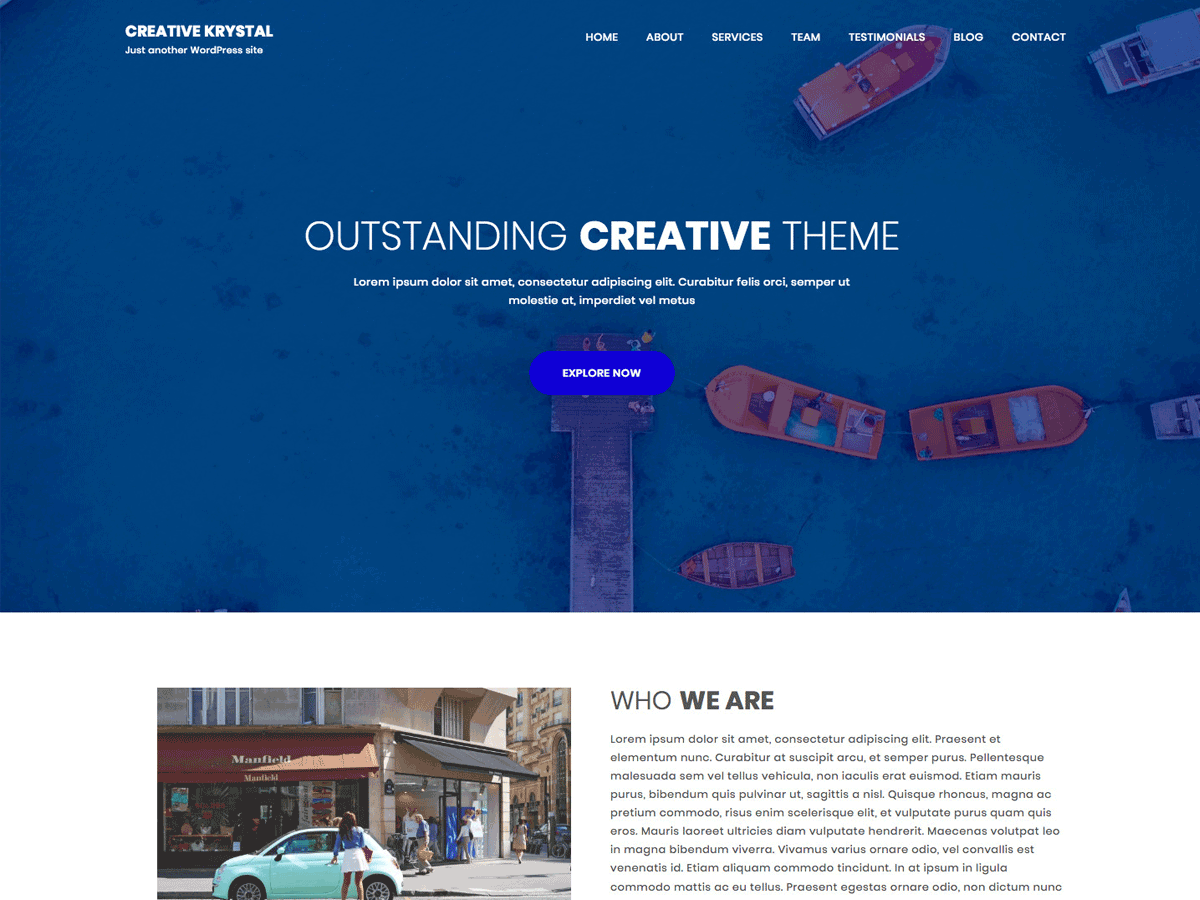 CREATIVE KRYSTAL
Just another WordPress site
HOME ABOUT SERVICES TEAM TESTIMONIALS BLOG CONTACT
OUTSTANDING CREATIVE THEME
Lorem ipsum dolor sit amet, consectetur adipiscing elit. Curabitur felis orci, semper ut
molestie at, imperdiet vel metus
EXPLORE NOW
WHO WE ARE
Lorem ipsum dolor sit amet, consectetur adipiscing elit. Praesent et
elementum nunc. Curabitur at suscipit arcu, et semper purus. Pellentesque
malesuada sem vel tellus vehicula, non iaculis erat euismod. Etiam mauris
purus, bibendum quis pulvinar ut, sagittis a nisl. Quisque rhoncus, magna ac
pretium commodo, risus enim scelerisque elit, et vulputate purus quam quis
eros. Mauris laoreet ultricies diam vulputate hendrerit. Maecenas volutpat leo
in magna bibendum viverra. Vivamus varius ornare odio, vel convallis est
venenatis id. Etiam aliquam commodo tincidunt. In at ipsum in ligula
commodo mattis ac eu tellus. Praesent egestas ornare odio, non dictum nunc
Manfield
Manfield